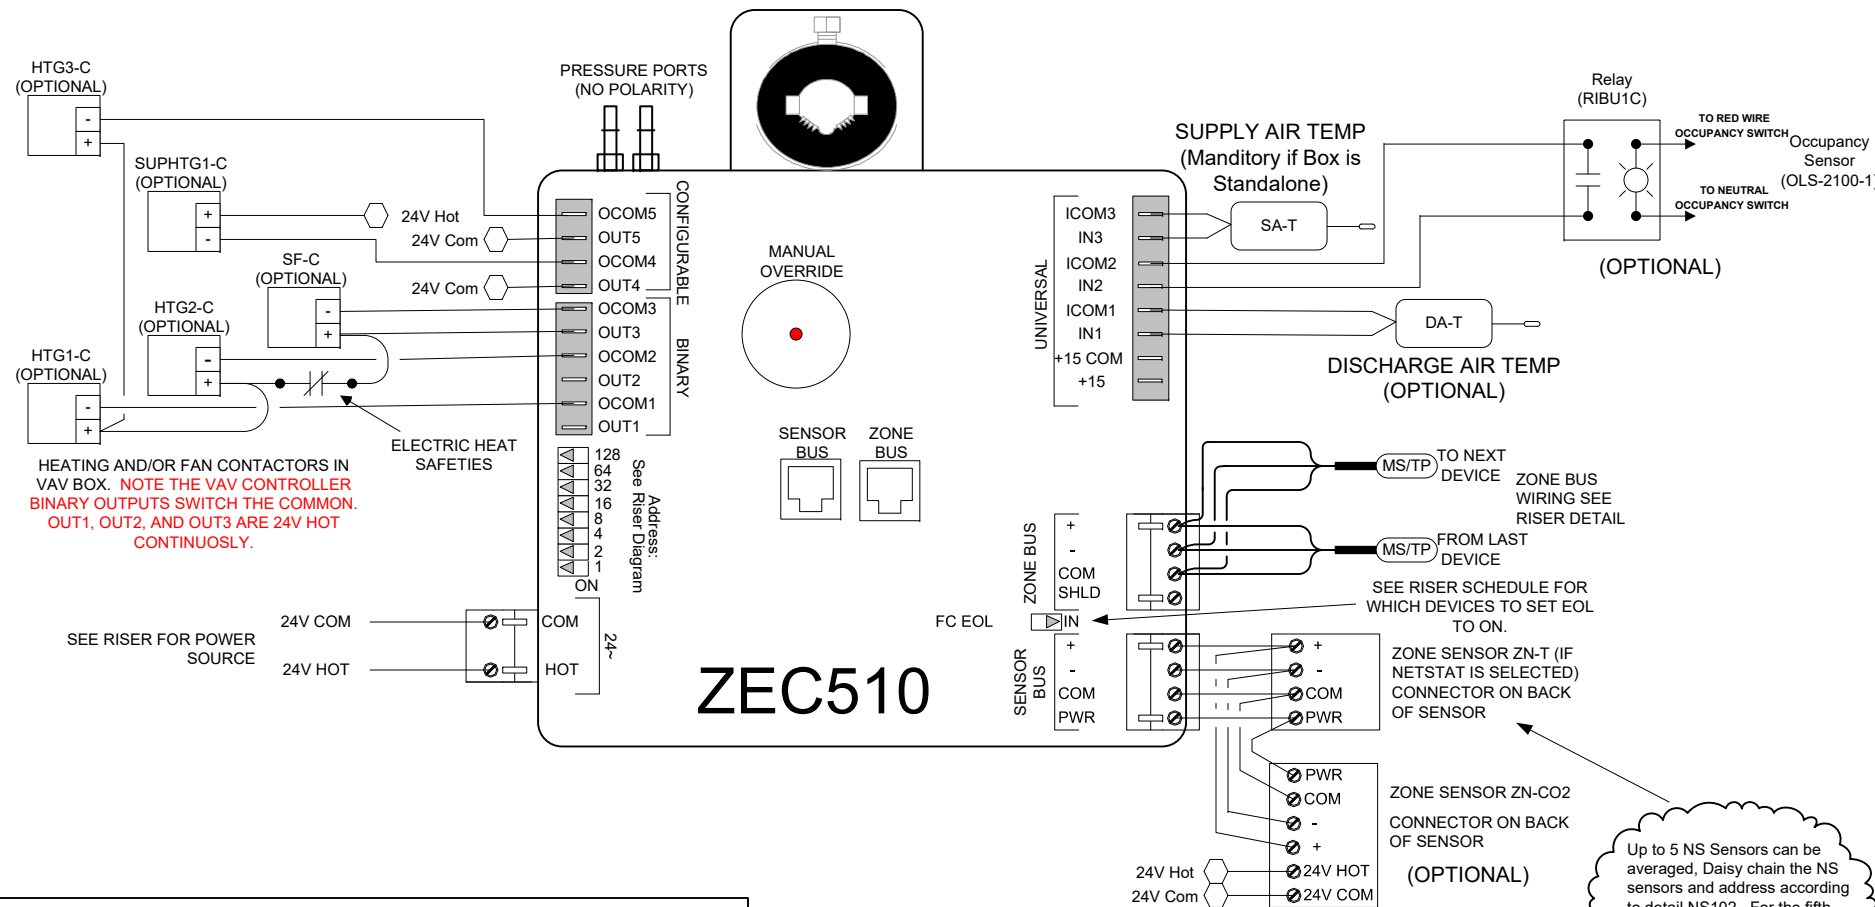 HTG3-C
(OPTIONAL)
-
+
SUPHTG1-C
(OPTIONAL)
+
-
SF-C
(OPTIONAL)
-
+
HTG2-C
(OPTIONAL)
-
+
HTG1-C
(OPTIONAL)
-
+
24V Hot
24V Com
24V Com
ELECTRIC HEAT
SAFETIES
HEATING AND/OR FAN CONTACTORS IN
VAV BOX. NOTE THE VAV CONTROLLER
BINARY OUTPUTS SWITCH THE COMMON.
OUT1, OUT2, AND OUT3 ARE 24V HOT
CONTINUOSLY.
PRESSURE PORTS
(NO POLARITY)
OCOM5
OUT5
OCOM4
OUT4
OCOM3
OUT3
OCOM2
OUT2
OCOM1
OUT1
CONFIGURABLE
BINARY
128
64
32
16
8
4
2
1
ON
Address:
See Riser Diagram
SEE RISER FOR POWER
SOURCE
24V COM
24V HOT
COM
HOT
24~
MANUAL
OVERRIDE
SENSOR
BUS
ZONE
BUS
ZEC510
UNIVERSAL
ICOM3
IN3
ICOM2
IN2
ICOM1
IN1
+15 COM
+15
SUPPLY AIR TEMP
(Manditory if Box is
Standalone)
SA-T
DA-T
DISCHARGE AIR TEMP
(OPTIONAL)
Relay
(RIBU1C)
TO RED WIRE
OCCUPANCY SWITCH
TO NEUTRAL
OCCUPANCY SWITCH
Occupancy
Sensor
(OLS-2100-1)
(OPTIONAL)
ZONE BUS
+
-
COM
SHLD
FC EOL
IN
SENSOR
BUS
+
-
COM
PWR
MS/TP
TO NEXT
DEVICE
MS/TP
FROM LAST
DEVICE
ZONE BUS
WIRING SEE
RISER DETAIL
SEE RISER SCHEDULE FOR
WHICH DEVICES TO SET EOL
TO ON.
+
-
COM
PWR
ZONE SENSOR ZN-T (IF
NETSTAT IS SELECTED)
CONNECTOR ON BACK
OF SENSOR
PWR
COM
-
+
24V HOT
24V COM
24V Hot
24V Com
ZONE SENSOR ZN-CO2
CONNECTOR ON BACK
OF SENSOR
(OPTIONAL)
Up to 5 NS Sensors can be
averaged, Daisy chain the NS
sensors and address according
to detail NS102. For the fifth